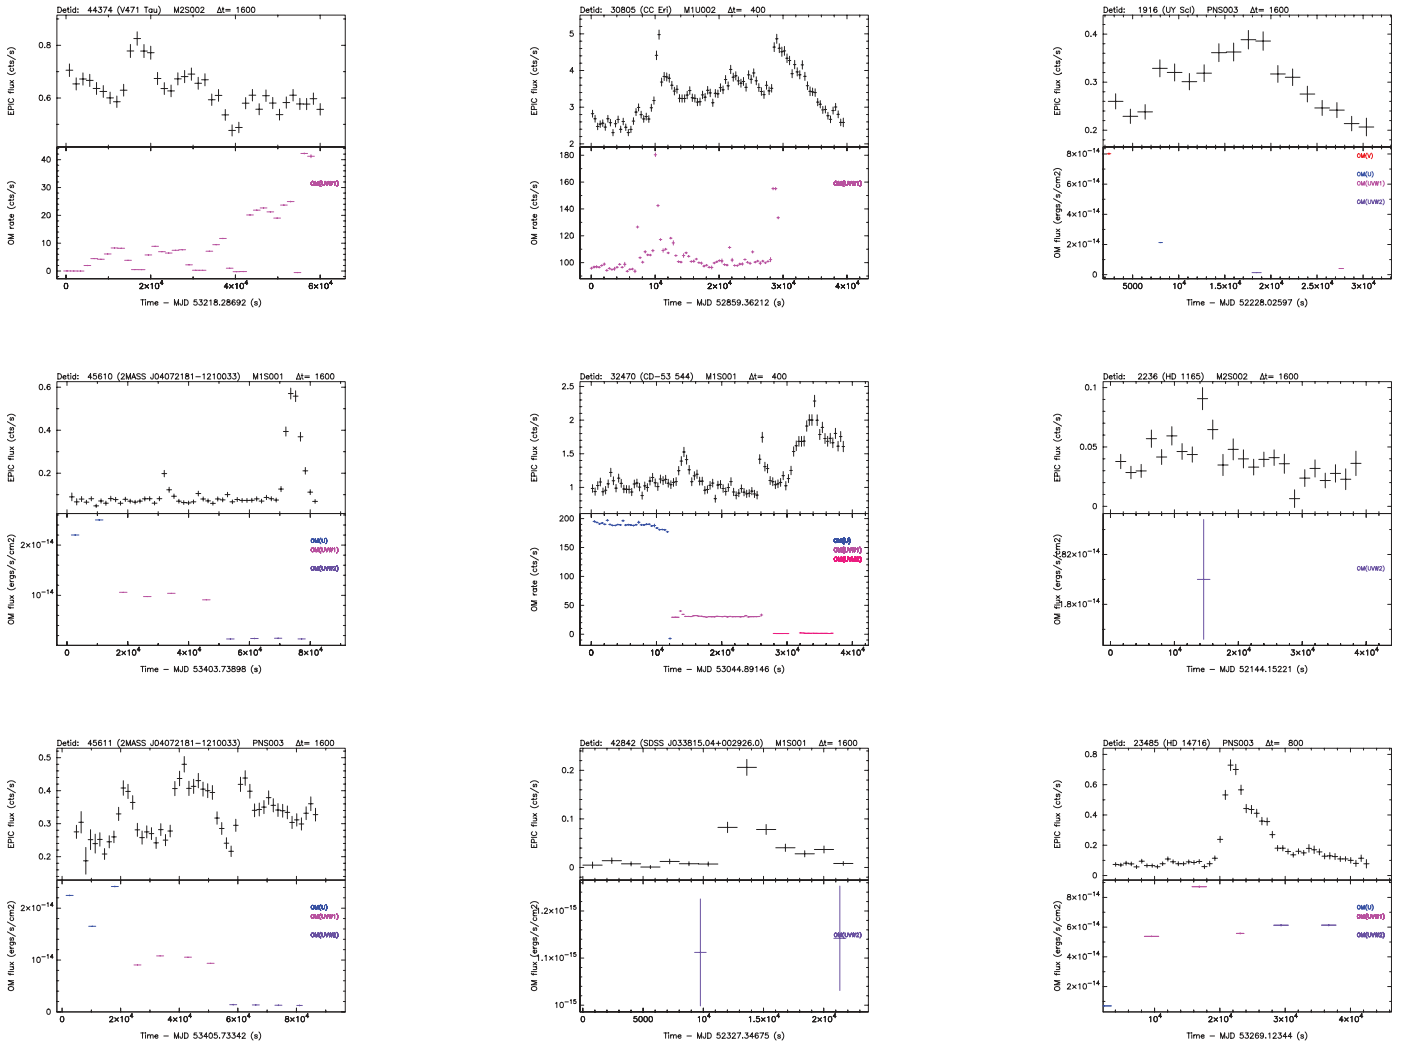 Detid: 44374 (V471 Tau) M2S002 Δt= 1600
EPIC flux (cts/s)
0.8
0.6
OM rate (cts/s)
40
30
20
10
0
OM(UVW1)
0 2×10⁴ 4×10⁴ 6×10⁴
Time − MJD 53218.28692 (s)
Detid: 30805 (CC Eri) M1U002 Δt= 400
EPIC flux (cts/s)
5
4
3
2
OM rate (cts/s)
180
160
140
120
100
OM(UVW1)
0 10⁴ 2×10⁴ 3×10⁴ 4×10⁴
Time − MJD 52859.36212 (s)
Detid: 1916 (UY Scl) PNS003 Δt= 1600
EPIC flux (cts/s)
0.4
0.3
0.2
OM flux (ergs/s/cm2)
8×10⁻¹⁴
6×10⁻¹⁴
4×10⁻¹⁴
2×10⁻¹⁴
0
OM(V)
OM(U)
OM(UVW1)
OM(UVW2)
5000 10⁴ 1.5×10⁴ 2×10⁴ 2.5×10⁴ 3×10⁴
Time − MJD 52228.02597 (s)
Detid: 45610 (2MASS J04072181−1210033) M1S001 Δt= 1600
EPIC flux (cts/s)
0.6
0.4
0.2
OM flux (ergs/s/cm2)
2×10⁻¹⁴
10⁻¹⁴
OM(U)
OM(UVW1)
OM(UVW2)
0 2×10⁴ 4×10⁴ 6×10⁴ 8×10⁴
Time − MJD 53403.73898 (s)
Detid: 32470 (CD−53 544) M1S001 Δt= 400
EPIC flux (cts/s)
2.5
2
1.5
1
OM rate (cts/s)
200
150
100
50
0
OM(U)
OM(UVW1)
0 10⁴ 2×10⁴ 3×10⁴ 4×10⁴
Time − MJD 53044.89146 (s)
Detid: 2236 (HD 1165) M2S002 Δt= 1600
EPIC flux (cts/s)
0.1
0.05
0
OM flux (ergs/s/cm2)
1.82×10⁻¹⁴
1.8×10⁻¹⁴
OM(UVW2)
0 10⁴ 2×10⁴ 3×10⁴ 4×10⁴
Time − MJD 52144.15221 (s)
Detid: 45611 (2MASS J04072181−1210033) PNS003 Δt= 1600
EPIC flux (cts/s)
0.5
0.4
0.3
0.2
OM flux (ergs/s/cm2)
2×10⁻¹⁴
10⁻¹⁴
0
OM(U)
OM(UVW1)
OM(UVW2)
0 2×10⁴ 4×10⁴ 6×10⁴ 8×10⁴
Time − MJD 53405.73342 (s)
Detid: 42842 (SDSS J033815.04+002926.0) M1S001 Δt= 1600
EPIC flux (cts/s)
0.2
0.1
0
OM flux (ergs/s/cm2)
1.2×10⁻¹⁵
1.1×10⁻¹⁵
10⁻¹⁵
OM(UVW2)
0 5000 10⁴ 1.5×10⁴ 2×10⁴
Time − MJD 52327.34675 (s)
Detid: 23485 (HD 14716) PNS003 Δt= 800
EPIC flux (cts/s)
0.8
0.6
0.4
0.2
0
OM flux (ergs/s/cm2)
8×10⁻¹⁴
6×10⁻¹⁴
4×10⁻¹⁴
2×10⁻¹⁴
OM(U)
OM(UVW1)
OM(UVW2)
10⁴ 2×10⁴ 3×10⁴ 4×10⁴
Time − MJD 53269.12344 (s)